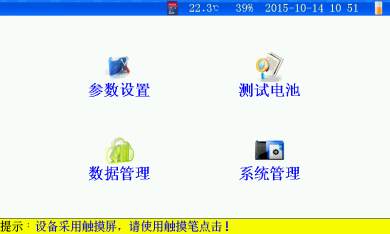 22.3℃ 39% 2015-10-14 10 51
参数设置 测试电池
数据管理 系统管理
提示：设备采用触摸屏，请使用触摸笔点击！